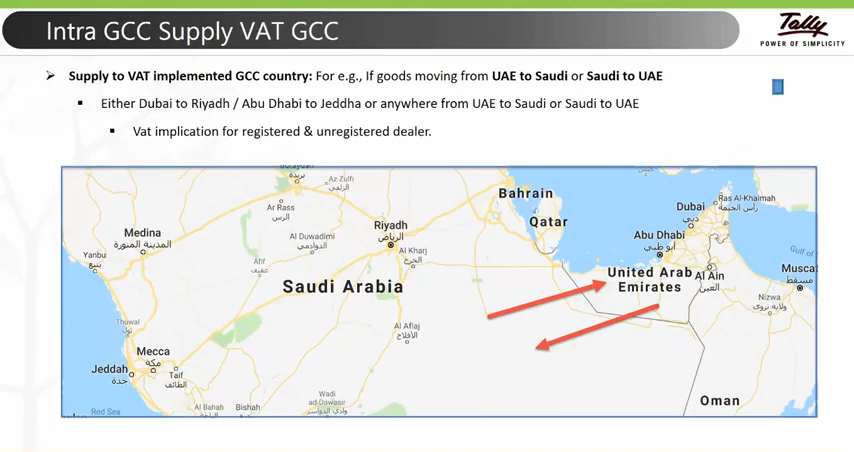 Intra GCC Supply VAT GCC
Tally
POWER OF SIMPLICITY
Supply to VAT implemented GCC country: For e.g., If goods moving from UAE to Saudi or Saudi to UAE
Either Dubai to Riyadh / Abu Dhabi to Jeddha or anywhere from UAE to Saudi or Saudi to UAE
Vat implication for registered & unregistered dealer.
بريدة
Az-Zulfi
الزلفي
Bahrain
Ras Al-Khaimah
رأس الخيمة
Ar Rass
الرس
Dubai
دبي
Qatar
Medina
المدينة المنورة
Riyadh
الرياض
Al Duwadimi
الدوادمي
Abu Dhabi
أبو ظبي
Gulf of
Yanbu
ينبع
Afif
عفيف
Al Kharj
الخرج
Saudi Arabia
United Arab
Emirates
Al Ain
العين
Musca
مسقط
Nizwa
ولاية نزوى
Thuwal
ثول
Al Aflaj
الأفلاج
Mecca
مكة
Jeddah
جدة
Taif
الطائف
Wadi
ad-Dawasir
وادي الدواسر
Oman
Red Sea
Al Bahah
الباحة
Bishah